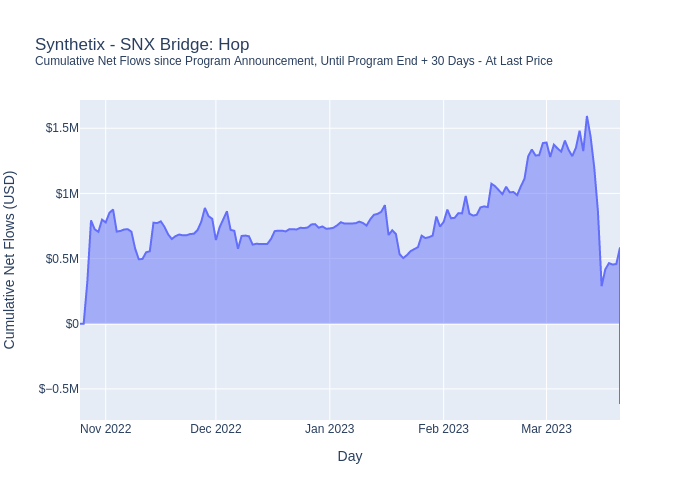 Synthetix - SNX Bridge: Hop
Cumulative Net Flows since Program Announcement, Until Program End + 30 Days - At Last Price
$1.5M
$1M
$0.5M
$0
$−0.5M
Cumulative Net Flows (USD)
Nov 2022
Dec 2022
Jan 2023
Feb 2023
Mar 2023
Day